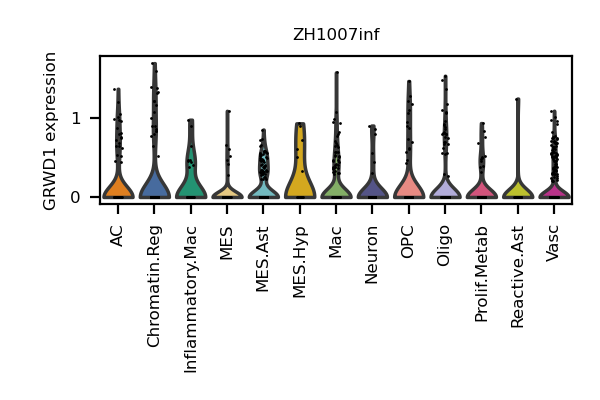 ZH1007inf
GRWD1 expression
1
0
AC
Chromatin.Reg
Inflammatory.Mac
MES
MES.Ast
MES.Hyp
Mac
Neuron
OPC
Oligo
Prolif.Metab
Reactive.Ast
Vasc